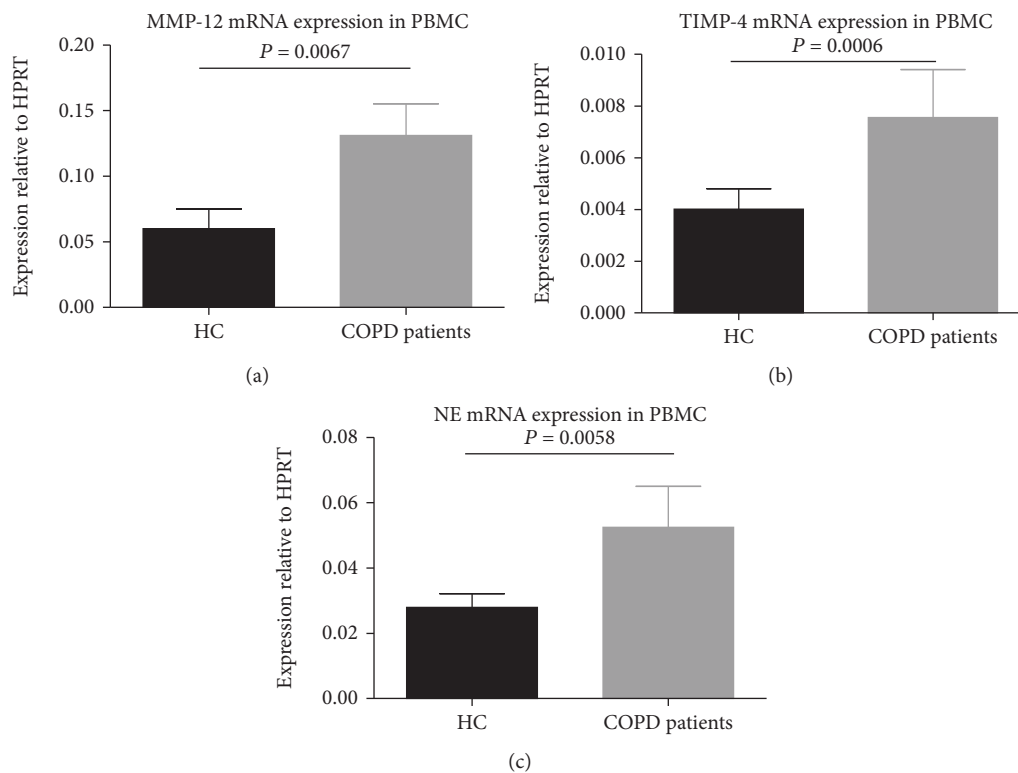 MMP-12 mRNA expression in PBMC
P = 0.0067
Expression relative to HPRT
0.20
0.15
0.10
0.05
0.00
HC
COPD patients
(a)
TIMP-4 mRNA expression in PBMC
P = 0.0006
Expression relative to HPRT
0.010
0.008
0.006
0.004
0.002
0.000
HC
COPD patients
(b)
NE mRNA expression in PBMC
P = 0.0058
Expression relative to HPRT
0.08
0.06
0.04
0.02
0.00
HC
COPD patients
(c)